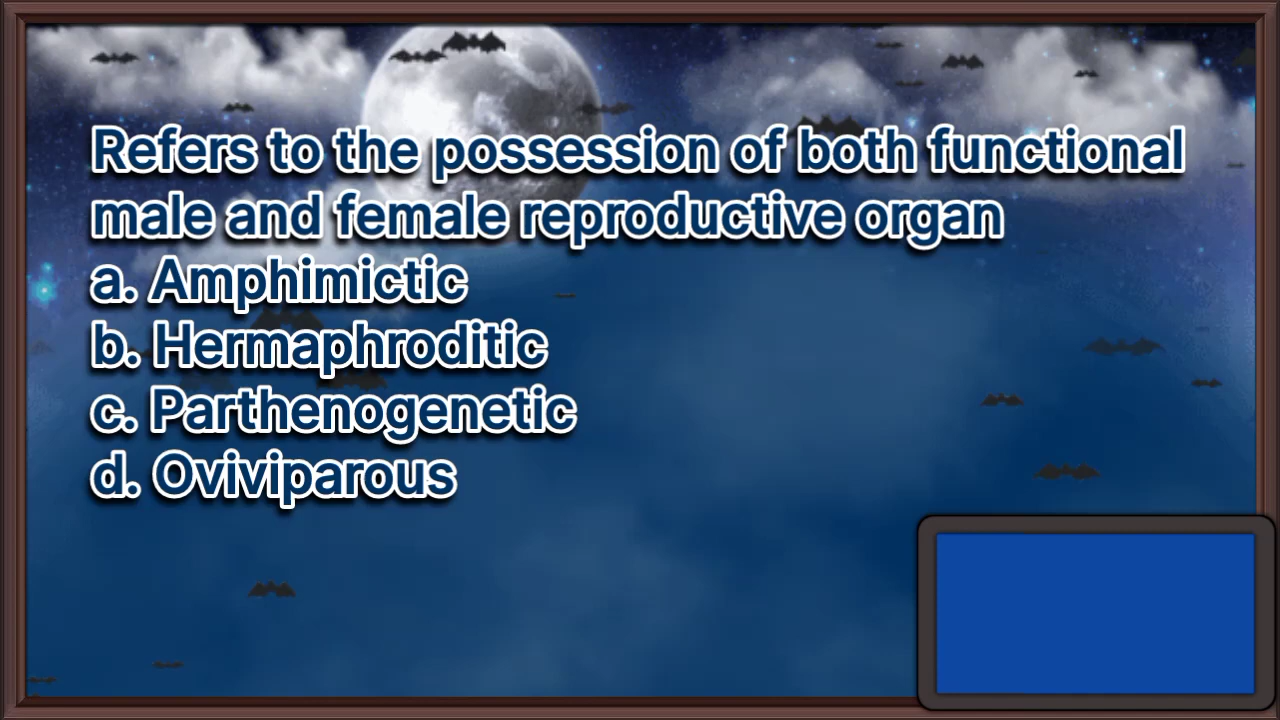 Refers to the possession of both functional
male and female reproductive organ
a. Amphimictic
b. Hermaphroditic
c. Parthenogenetic
d. Oviviparous